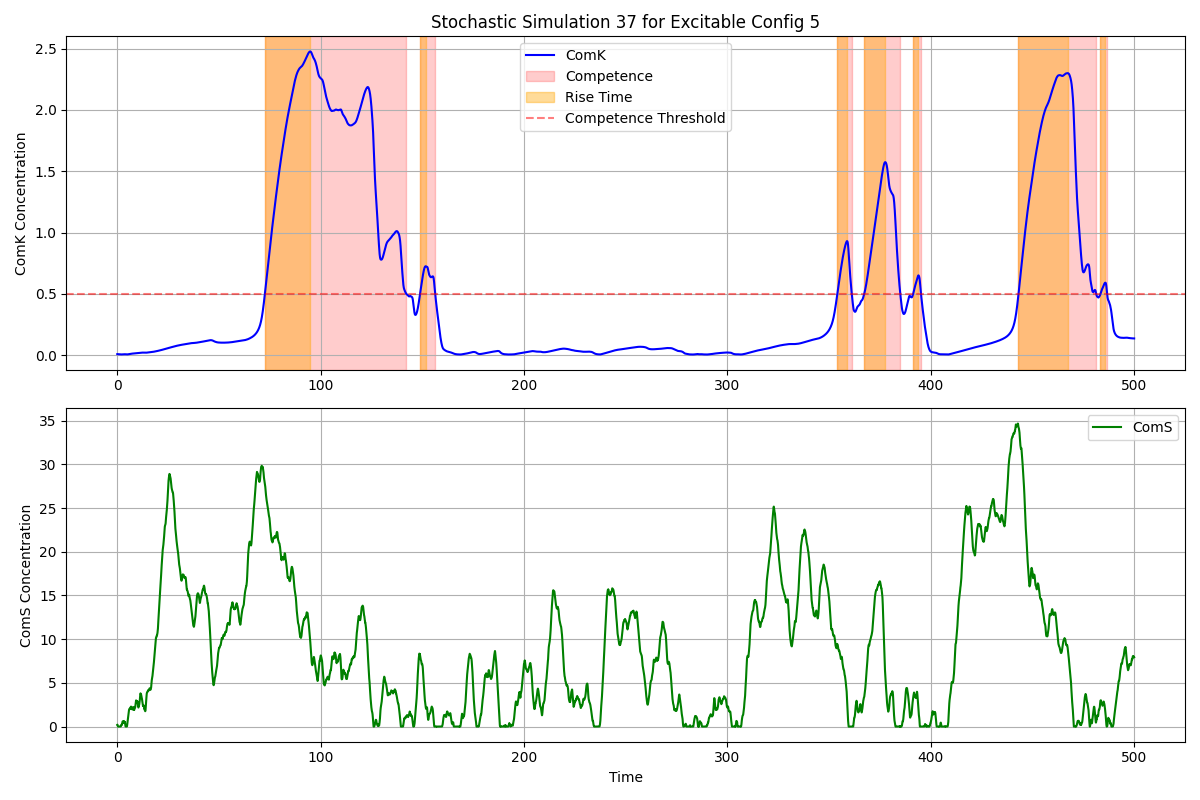 Stochastic Simulation 37 for Excitable Config 5
ComK Concentration
2.5
2.0
1.5
1.0
0.5
0.0
ComK
Competence
Rise Time
Competence Threshold
0 100 200 300 400 500
ComS Concentration
35
30
25
20
15
10
5
0
ComS
0 100 200 300 400 500
Time